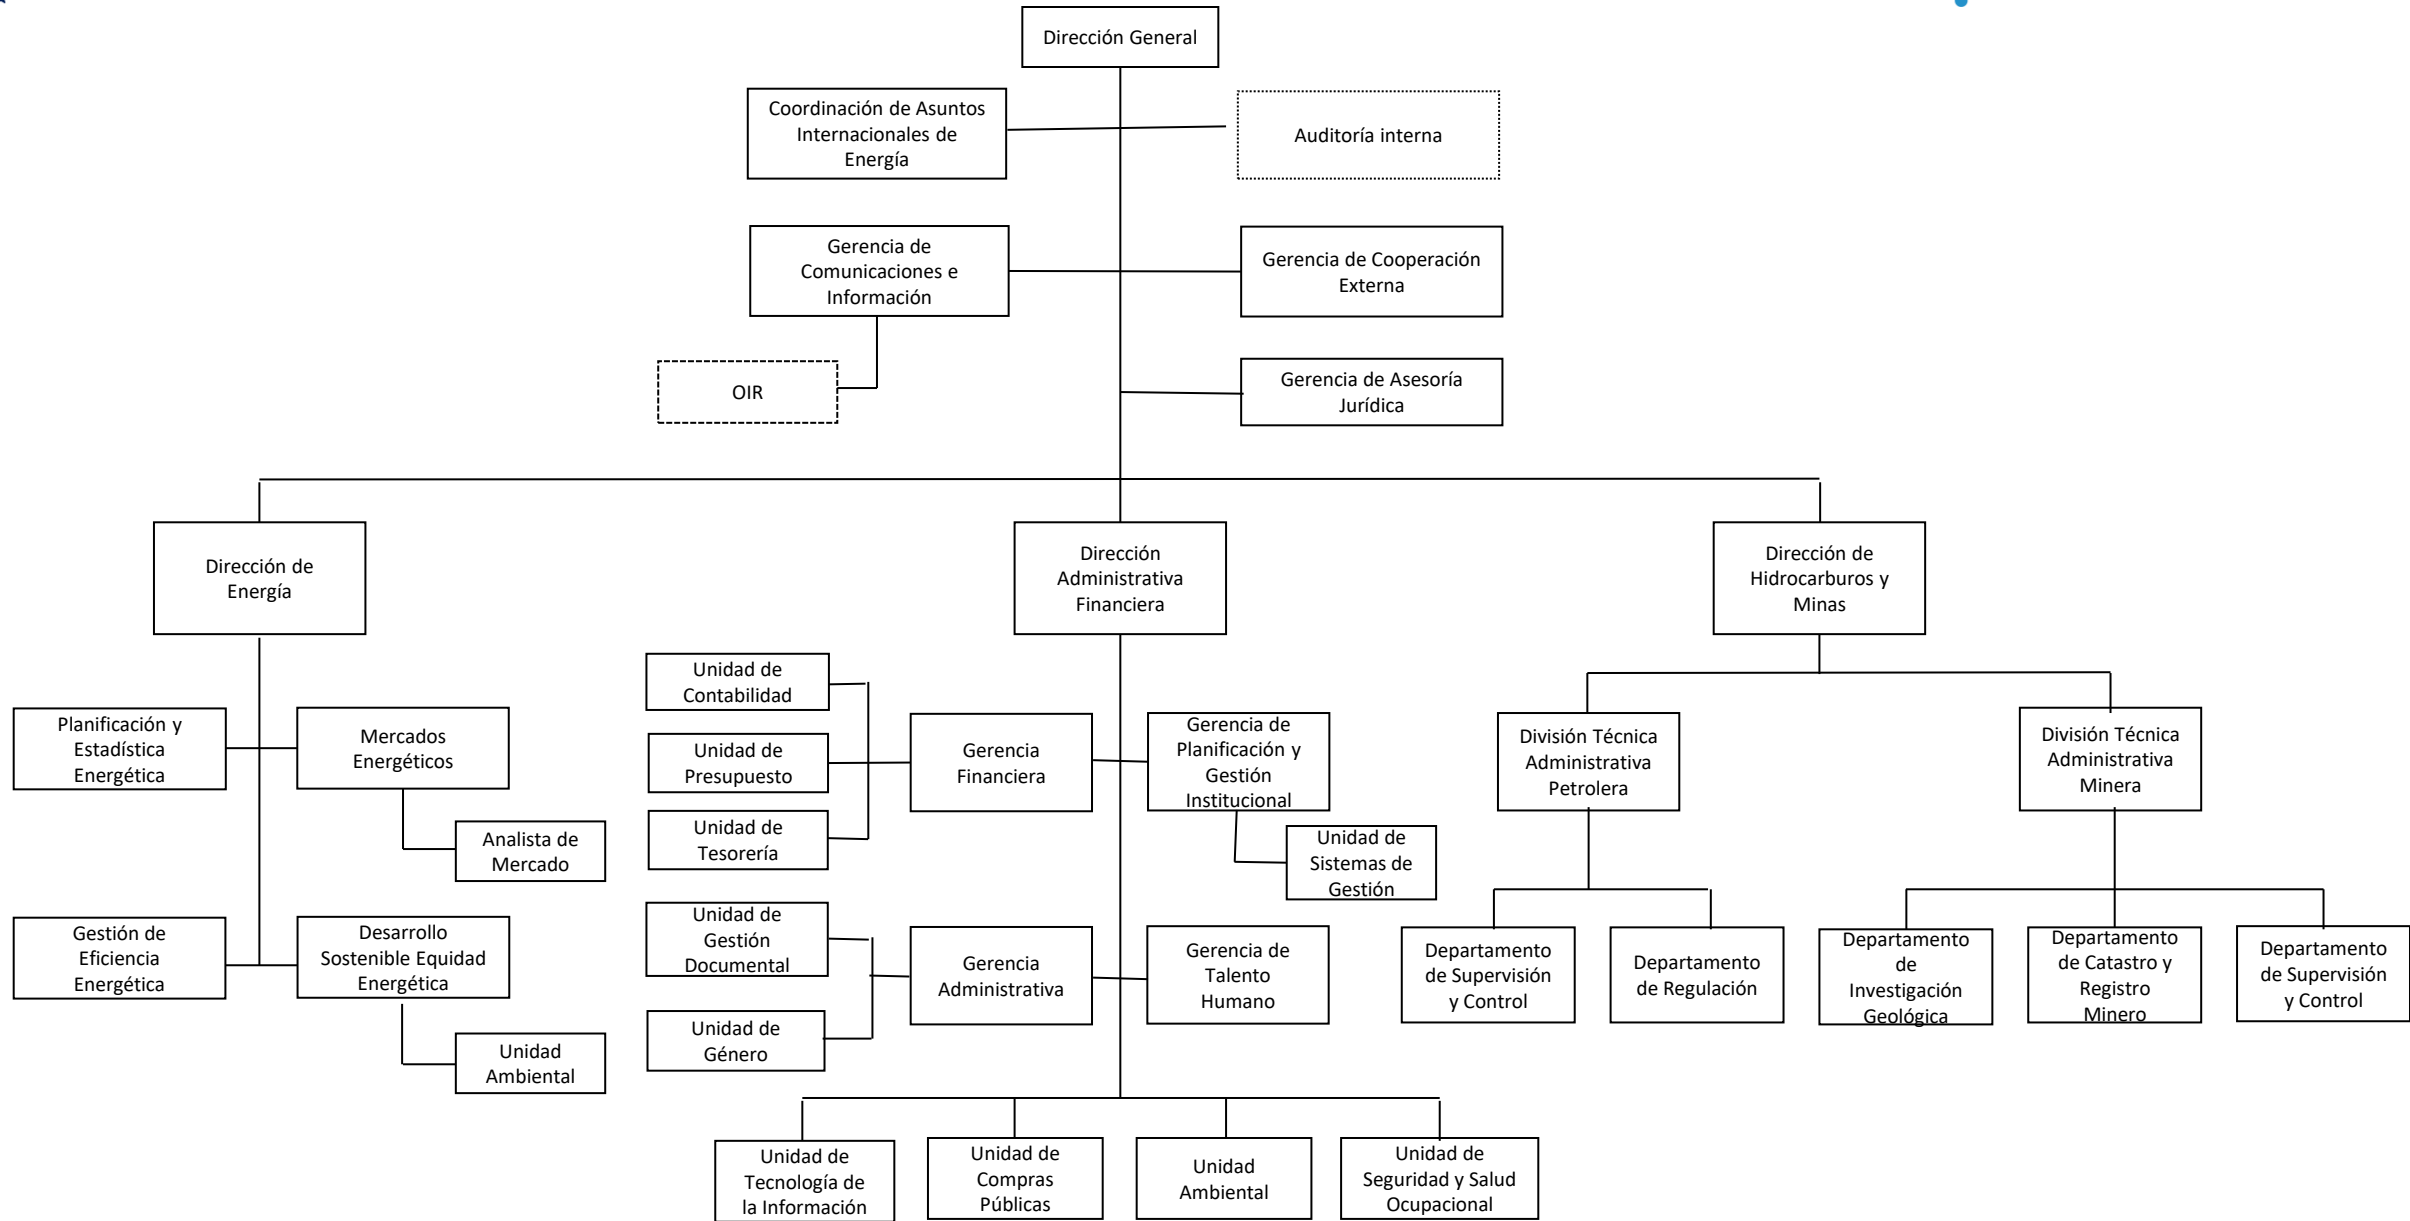 Dirección General
Coordinación de Asuntos
Internacionales de
Energía
Auditoría interna
Gerencia de
Comunicaciones e
Información
Gerencia de Cooperación
Externa
OIR
Gerencia de Asesoría
Jurídica
Dirección de
Energía
Dirección
Administrativa
Financiera
Dirección de
Hidrocarburos y
Minas
Planificación y
Estadística
Energética
Mercados
Energéticos
Analista de
Mercado
Gestión de
Eficiencia
Energética
Desarrollo
Sostenible Equidad
Energética
Unidad
Ambiental
Unidad de
Contabilidad
Unidad de
Presupuesto
Unidad de
Tesorería
Gerencia
Financiera
Gerencia de
Planificación y
Gestión
Institucional
Unidad de
Sistemas de
Gestión
Unidad de
Gestión
Documental
Unidad de
Género
Gerencia
Administrativa
Gerencia de
Talento
Humano
Unidad de
Tecnología de
la Información
Unidad de
Compras
Públicas
Unidad
Ambiental
Unidad de
Seguridad y Salud
Ocupacional
División Técnica
Administrativa
Petrolera
División Técnica
Administrativa
Minera
Departamento
de Supervisión
y Control
Departamento
de Regulación
Departamento
de
Investigación
Geológica
Departamento
de Catastro y
Registro
Minero
Departamento
de Supervisión
y Control